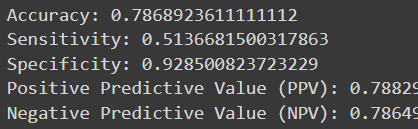 Accuracy: 0.7868923611111112
Sensitivity: 0.5136681500317863
Specificity: 0.928500823723229
Positive Predictive Value (PPV): 0.78829
Negative Predictive Value (NPV): 0.78649